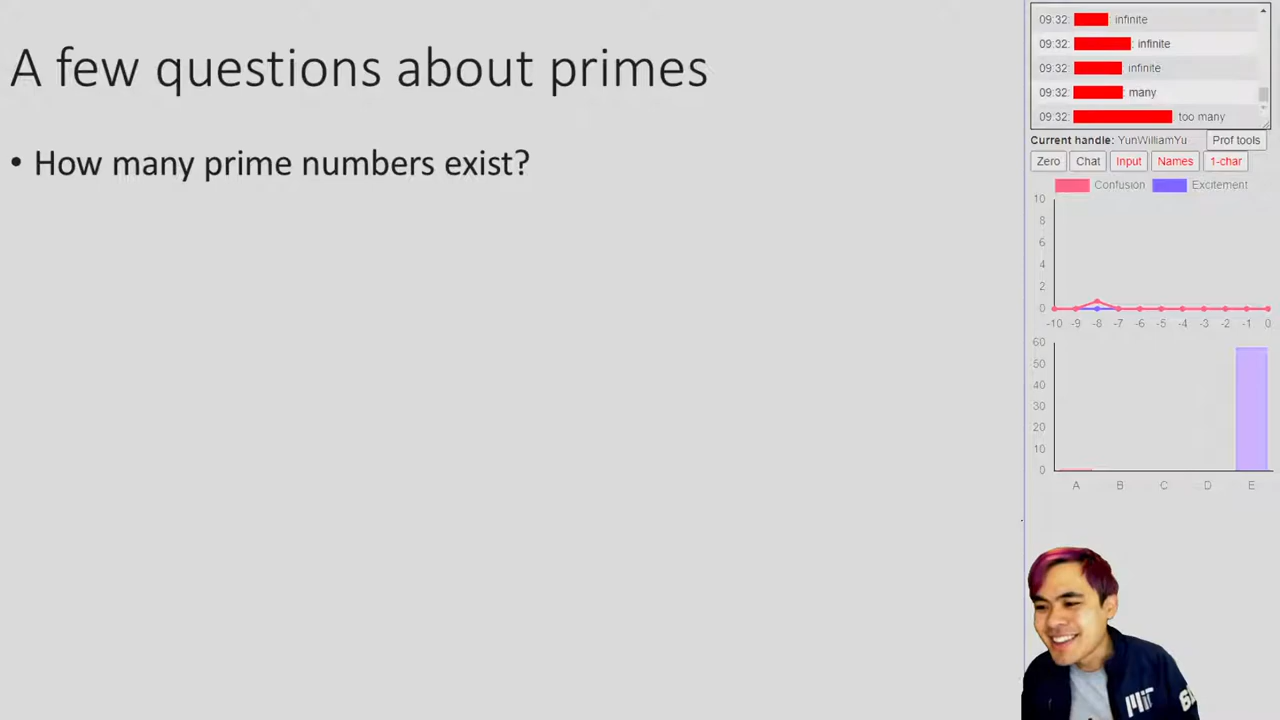 A few questions about primes
• How many prime numbers exist?
09:32: infinite
09:32: : infinite
09:32: infinite
09:32: : many
09:32: too many
Current handle: YunWilliamYu Prof tools
Zero Chat Input Names 1-char
Confusion Excitement
10
8
6
4
2
0
-10 -9 -8 -7 -6 -5 -4 -3 -2 -1 0
60
50
40
30
20
10
0
A B C D E
MIT